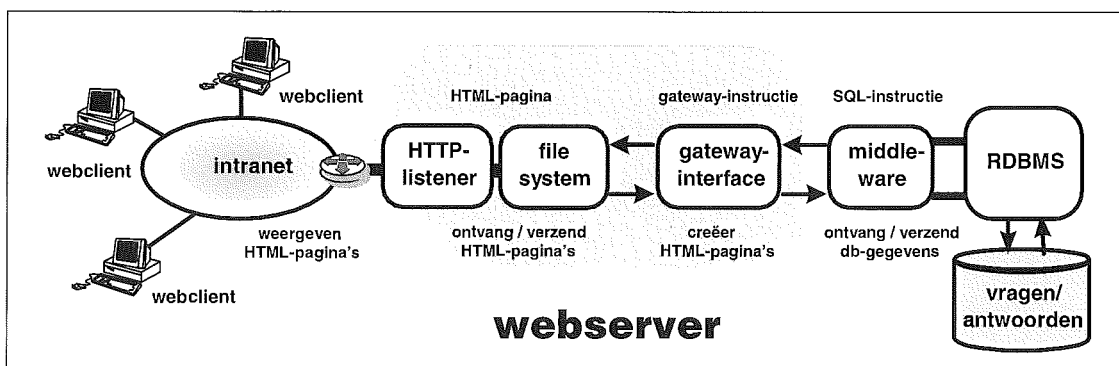 webclient
webclient
webclient
intranet
weergeven
HTML-pagina's
HTML-pagina
HTTP-
listener
file
system
ontvang / verzend
HTML-pagina's
gateway-instructie
gateway-
interface
creëer
HTML-pagina's
SQL-instructie
middle-
ware
ontvang / verzend
db-gegevens
RDBMS
vragen/
antwoorden
webserver